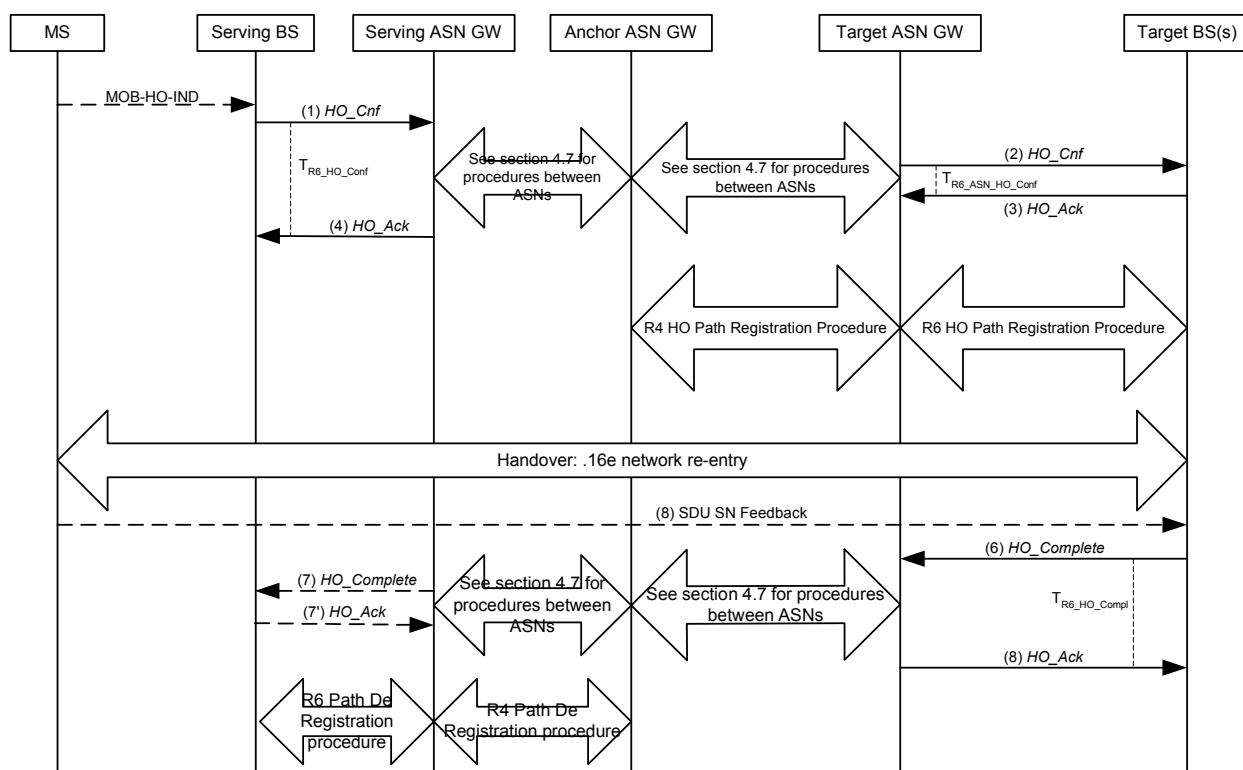 MS
Serving BS
Serving ASN GW
Anchor ASN GW
Target ASN GW
Target BS(s)
MOB-HO-IND
(1) HO_Cnf
T_R6_HO_Conf
See section 4.7 for
procedures between
ASNs
See section 4.7 for procedures
between ASNs
(2) HO_Cnf
T_R6_ASN_HO_Conf
(3) HO_Ack
(4) HO_Ack
R4 HO Path Registration Procedure
R6 HO Path Registration Procedure
Handover: .16e network re-entry
(8) SDU SN Feedback
(6) HO_Complete
(7) HO_Complete
(7') HO_Ack
See section 4.7 for
procedures between
ASNs
See section 4.7 for procedures
between ASNs
T_R6_HO_Compl
(8) HO_Ack
R6 Path De
Registration
procedure
R4 Path De
Registration procedure